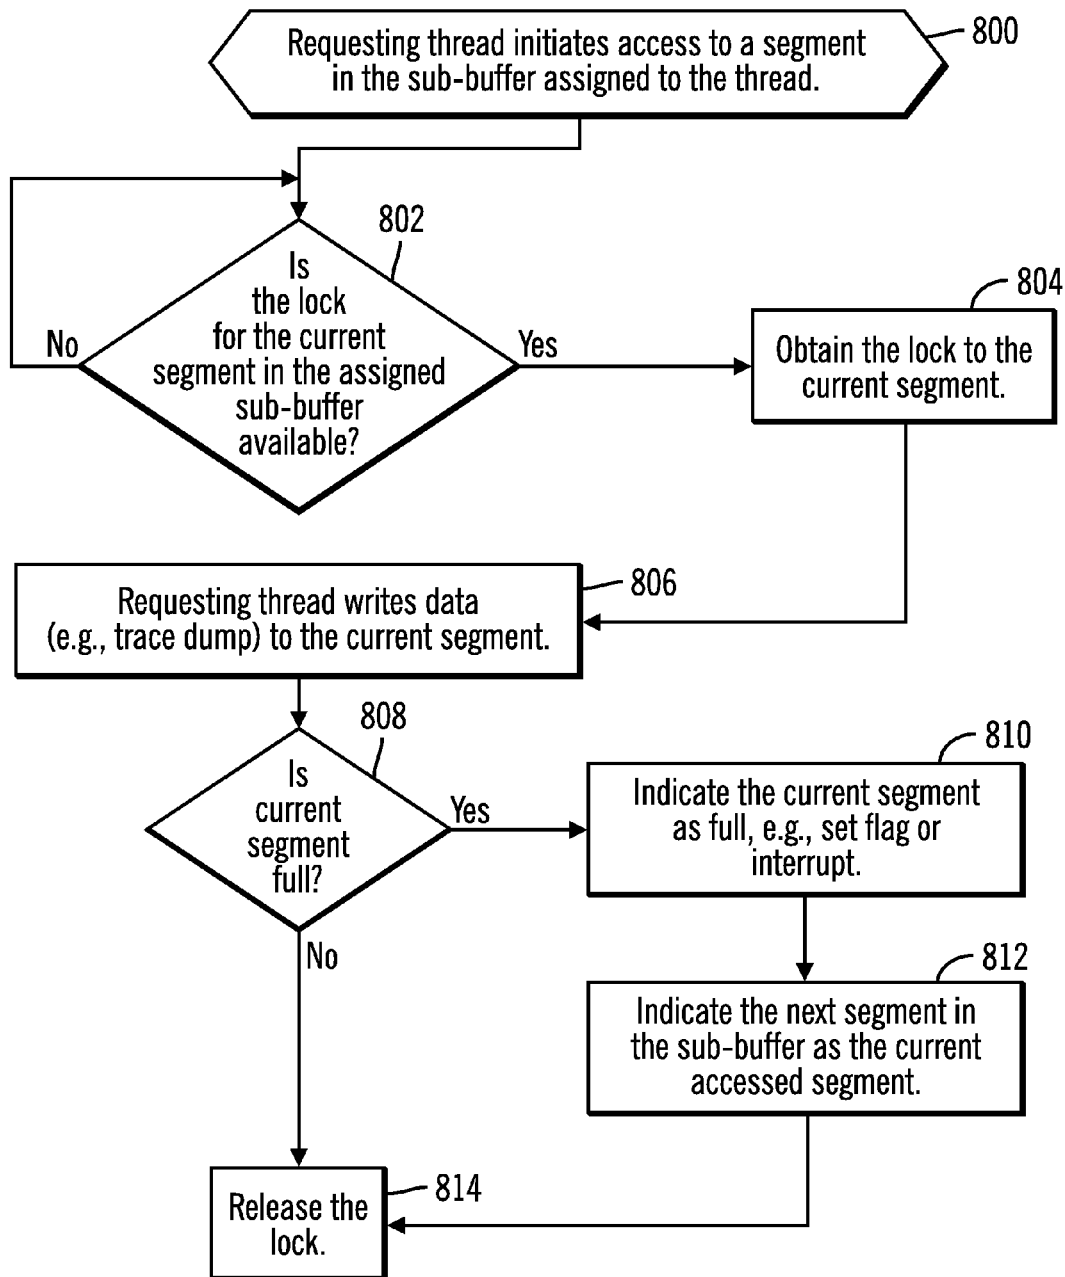 Requesting thread initiates access to a segment
in the sub-buffer assigned to the thread.
800
802
Is
the lock
for the current
segment in the assigned
sub-buffer
available?
No
Yes
804
Obtain the lock to the
current segment.
806
Requesting thread writes data
(e.g., trace dump) to the current segment.
808
Is
current
segment
full?
Yes
No
810
Indicate the current segment
as full, e.g., set flag or
interrupt.
812
Indicate the next segment in
the sub-buffer as the current
accessed segment.
814
Release the
lock.